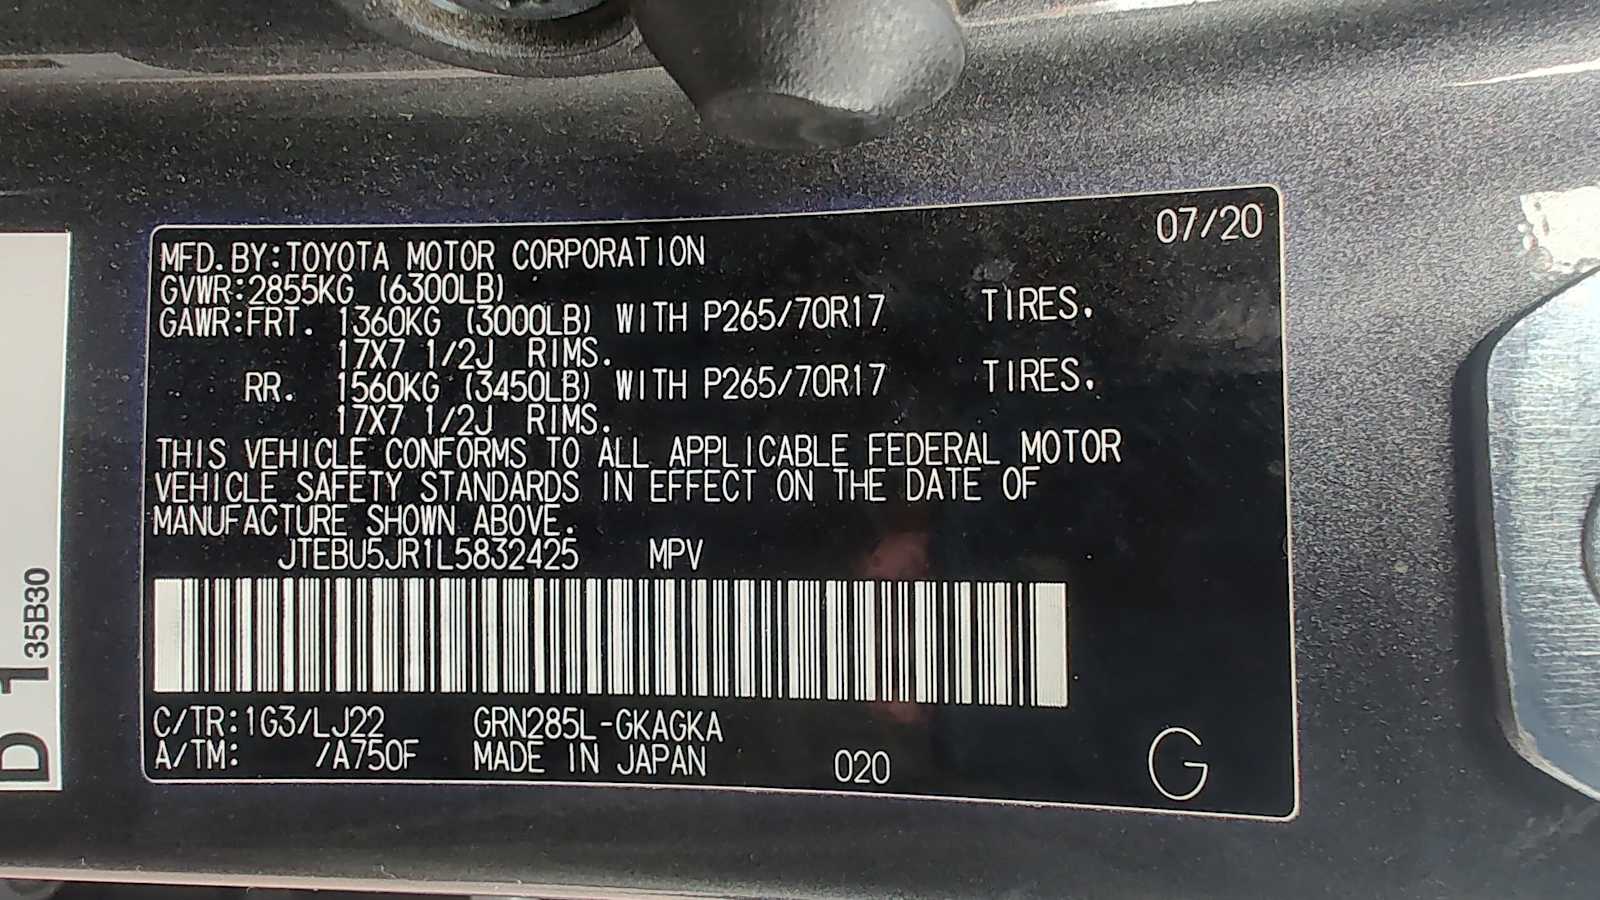 07/20
MFD.BY:TOYOTA MOTOR CORPORATION
GVWR:2855KG (6300LB)
GAWR:FRT. 1360KG (3000LB) WITH P265/70R17 TIRES.
17X7 1/2J RIMS.
RR. 1560KG (3450LB) WITH P265/70R17 TIRES.
17X7 1/2J RIMS.
THIS VEHICLE CONFORMS TO ALL APPLICABLE FEDERAL MOTOR
VEHICLE SAFETY STANDARDS IN EFFECT ON THE DATE OF
MANUFACTURE SHOWN ABOVE.
JTEBU5JR1L5832425 MPV
C/TR:1G3/LJ22 GRN285L-GKAGKA
A/TM: /A750F MADE IN JAPAN 020
G
D 1
35B30